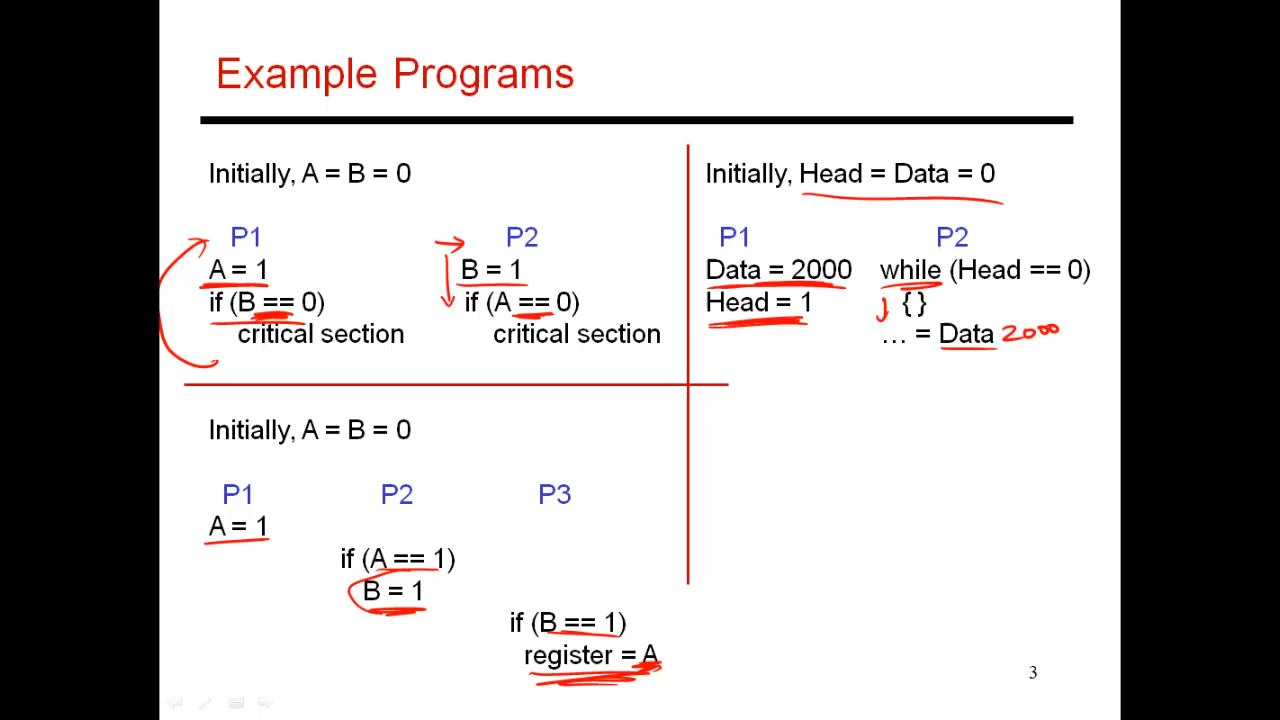 Example Programs
Initially, A = B = 0
P1 P2
A = 1 B = 1
if (B == 0) if (A == 0)
critical section critical section
Initially, Head = Data = 0
P1 P2
Data = 2000 while (Head == 0)
Head = 1 {}
… = Data 2000
Initially, A = B = 0
P1 P2 P3
A = 1
if (A == 1)
B = 1
if (B == 1)
register = A
3